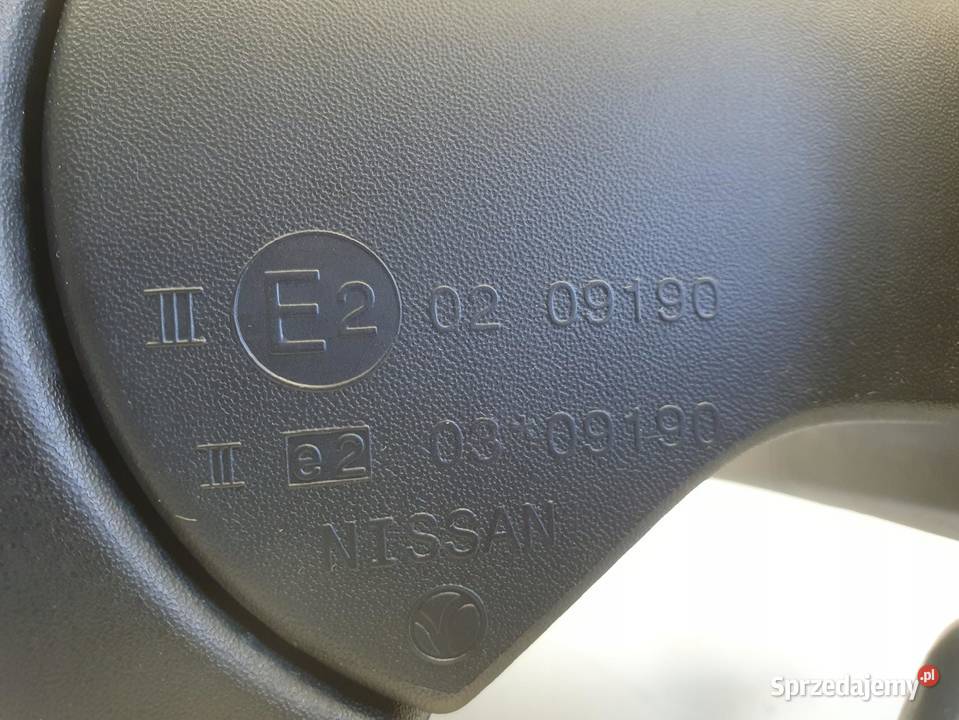 III E2 02 09190
III e2 03*09190
NISSAN
Sprzedajemy.pl